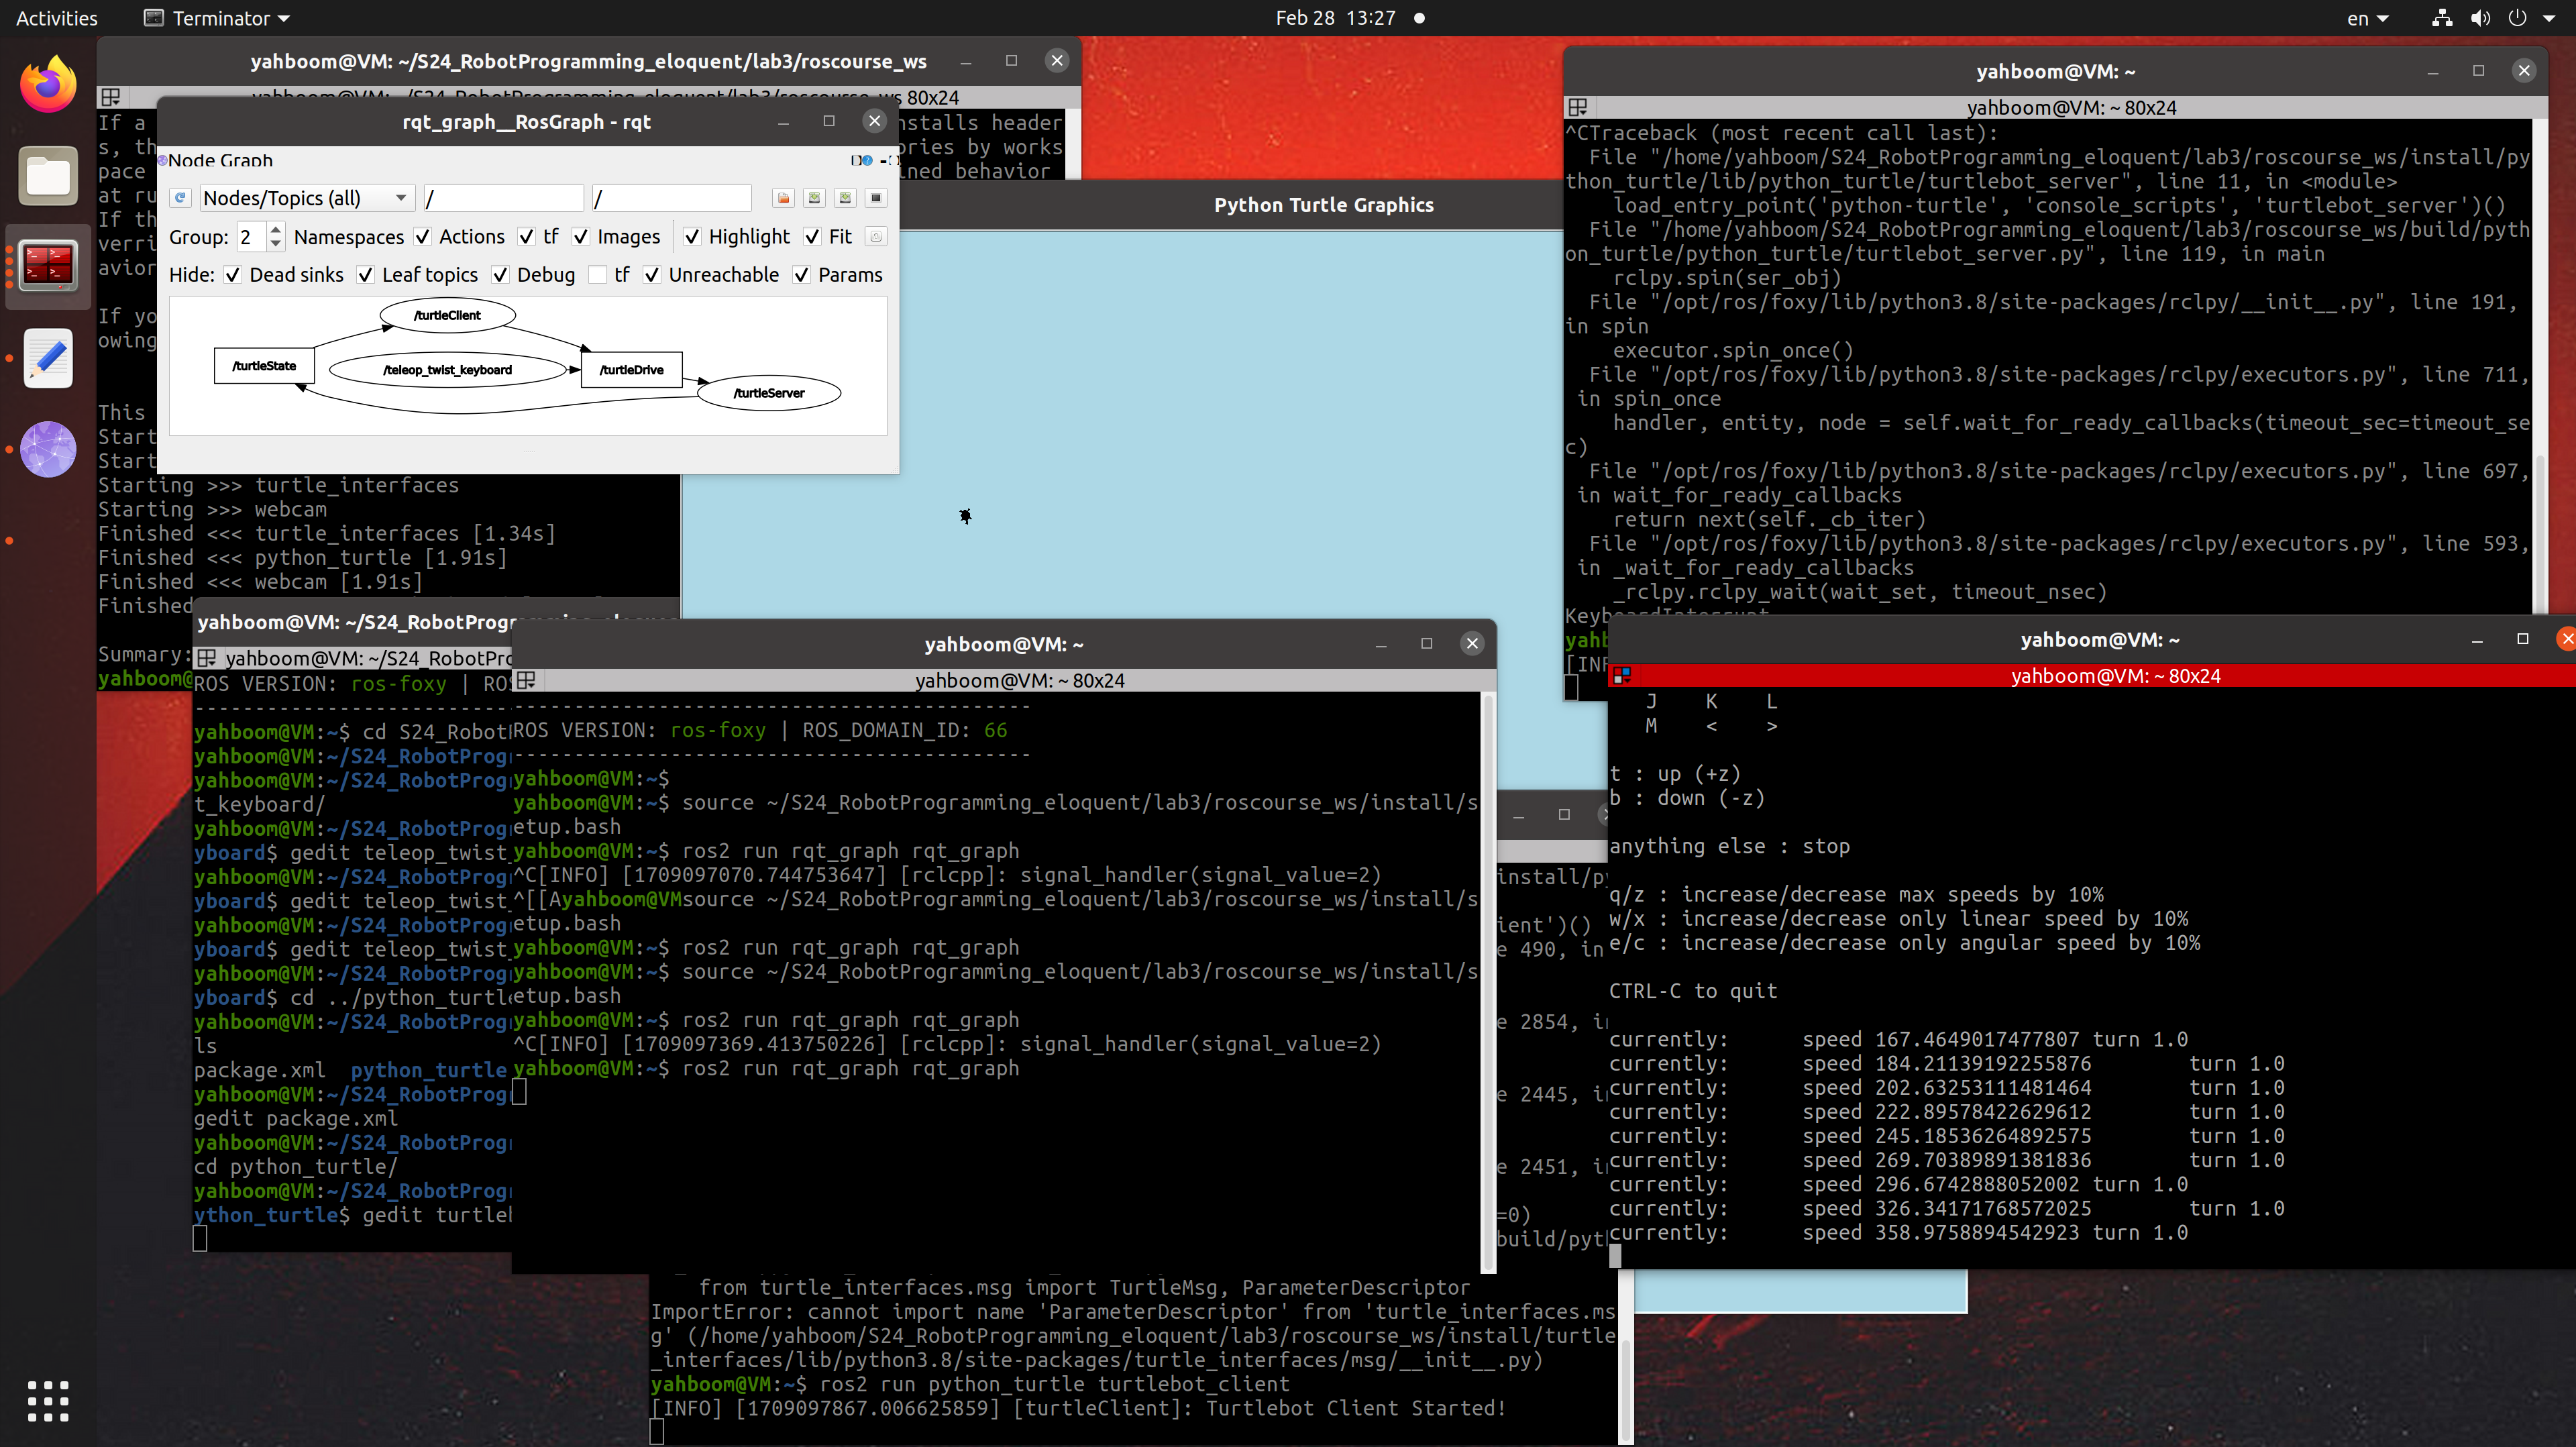 Activities
Terminator
Feb 28 13:27
en
yahboom@VM: ~/S24_RobotProgramming_eloquent/lab3/roscourse_ws
ws 80x24
If a
nstalls header
s, th
ries by works
pace
ined behavior
at ru
If th
verri
avior
If yo
owing
This
Start
Start
Starting >>> turtle_interfaces
Starting >>> webcam
Finished <<< turtle_interfaces [1.34s]
Finished <<< python_turtle [1.91s]
Finished <<< webcam [1.91s]
Finished
Summary:
yahboom@
rqt_graph__RosGraph - rqt
Node Graph
Nodes/Topics (all)
/
/
Group: 2 Namespaces Actions tf Images Highlight Fit
Hide: Dead sinks Leaf topics Debug tf Unreachable Params
/turtleClient
/turtleState
/teleop_twist_keyboard
/turtleDrive
/turtleServer
Python Turtle Graphics
yahboom@VM: ~
yahboom@VM: ~ 80x24
^CTraceback (most recent call last):
File "/home/yahboom/S24_RobotProgramming_eloquent/lab3/roscourse_ws/install/py
thon_turtle/lib/python_turtle/turtlebot_server", line 11, in <module>
load_entry_point('python-turtle', 'console_scripts', 'turtlebot_server')()
File "/home/yahboom/S24_RobotProgramming_eloquent/lab3/roscourse_ws/build/pyth
on_turtle/python_turtle/turtlebot_server.py", line 119, in main
rclpy.spin(ser_obj)
File "/opt/ros/foxy/lib/python3.8/site-packages/rclpy/__init__.py", line 191,
in spin
executor.spin_once()
File "/opt/ros/foxy/lib/python3.8/site-packages/rclpy/executors.py", line 711,
in spin_once
handler, entity, node = self.wait_for_ready_callbacks(timeout_sec=timeout_se
c)
File "/opt/ros/foxy/lib/python3.8/site-packages/rclpy/executors.py", line 697,
in wait_for_ready_callbacks
return next(self._cb_iter)
File "/opt/ros/foxy/lib/python3.8/site-packages/rclpy/executors.py", line 593,
in _wait_for_ready_callbacks
_rclpy.rclpy_wait(wait_set, timeout_nsec)
KeyboardInterrupt
yahb
[INF
yahboom@VM: ~/S24_RobotProgramming_eloquen
yahboom@VM: ~/S24_RobotPro
ROS VERSION: ros-foxy | ROS
yahboom@VM:~$ cd S24_Robot
yahboom@VM:~/S24_RobotProg
yahboom@VM:~/S24_RobotProg
t_keyboard/
yahboom@VM:~/S24_RobotProg
yboard$ gedit teleop_twist_
yahboom@VM:~/S24_RobotProg
yboard$ gedit teleop_twist_
yahboom@VM:~/S24_RobotProg
yboard$ gedit teleop_twist_
yahboom@VM:~/S24_RobotProg
yboard$ cd ../python_turtle
yahboom@VM:~/S24_RobotProg
ls
package.xml python_turtle
yahboom@VM:~/S24_RobotProg
gedit package.xml
yahboom@VM:~/S24_RobotProg
cd python_turtle/
yahboom@VM:~/S24_RobotProg
ython_turtle$ gedit turtleb
yahboom@VM: ~
yahboom@VM: ~ 80x24
-------------------------------------------
ROS VERSION: ros-foxy | ROS_DOMAIN_ID: 66
-------------------------------------------
yahboom@VM:~$
yahboom@VM:~$ source ~/S24_RobotProgramming_eloquent/lab3/roscourse_ws/install/s
etup.bash
yahboom@VM:~$ ros2 run rqt_graph rqt_graph
^C[INFO] [1709097070.744753647] [rclcpp]: signal_handler(signal_value=2)
^[[Ayahboom@VMsource ~/S24_RobotProgramming_eloquent/lab3/roscourse_ws/install/s
etup.bash
yahboom@VM:~$ ros2 run rqt_graph rqt_graph
yahboom@VM:~$ source ~/S24_RobotProgramming_eloquent/lab3/roscourse_ws/install/s
etup.bash
yahboom@VM:~$ ros2 run rqt_graph rqt_graph
^C[INFO] [1709097369.413750226] [rclcpp]: signal_handler(signal_value=2)
yahboom@VM:~$ ros2 run rqt_graph rqt_graph
install/py
ient')()
e 490, in
e 2854, i
e 2445, i
e 2451, i
=0)
build/pyth
from turtle_interfaces.msg import TurtleMsg, ParameterDescriptor
ImportError: cannot import name 'ParameterDescriptor' from 'turtle_interfaces.ms
g' (/home/yahboom/S24_RobotProgramming_eloquent/lab3/roscourse_ws/install/turtle
_interfaces/lib/python3.8/site-packages/turtle_interfaces/msg/__init__.py)
yahboom@VM:~$ ros2 run python_turtle turtlebot_client
[INFO] [1709097867.006625859] [turtleClient]: Turtlebot Client Started!
yahboom@VM: ~
yahboom@VM: ~ 80x24
J K L
M < >
t : up (+z)
b : down (-z)
anything else : stop
q/z : increase/decrease max speeds by 10%
w/x : increase/decrease only linear speed by 10%
e/c : increase/decrease only angular speed by 10%
CTRL-C to quit
currently: speed 167.4649017477807 turn 1.0
currently: speed 184.21139192255876 turn 1.0
currently: speed 202.63253111481464 turn 1.0
currently: speed 222.89578422629612 turn 1.0
currently: speed 245.18536264892575 turn 1.0
currently: speed 269.70389891381836 turn 1.0
currently: speed 296.6742888052002 turn 1.0
currently: speed 326.34171768572025 turn 1.0
currently: speed 358.9758894542923 turn 1.0